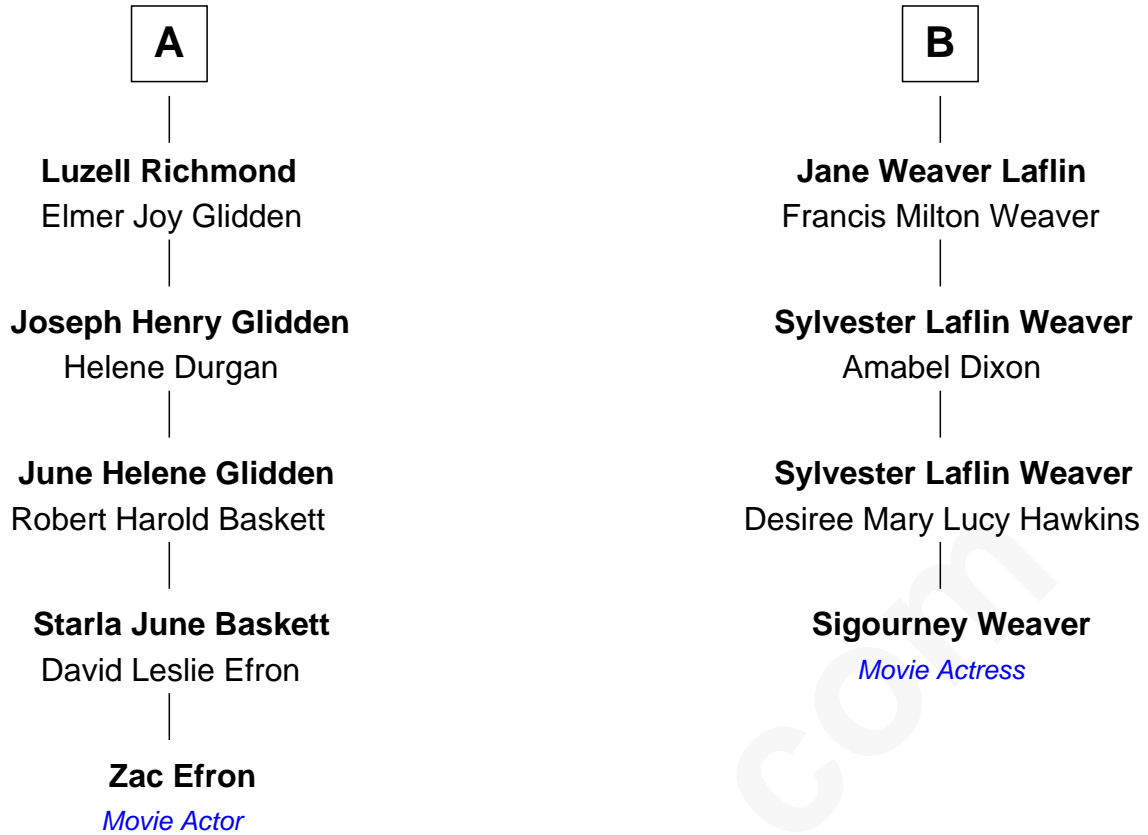 A
Luzell Richmond
Elmer Joy Glidden
Joseph Henry Glidden
Helene Durgan
June Helene Glidden
Robert Harold Baskett
Starla June Baskett
David Leslie Efron
Zac Efron
Movie Actor
B
Jane Weaver Laflin
Francis Milton Weaver
Sylvester Laflin Weaver
Amabel Dixon
Sylvester Laflin Weaver
Desiree Mary Lucy Hawkins
Sigourney Weaver
Movie Actress
com